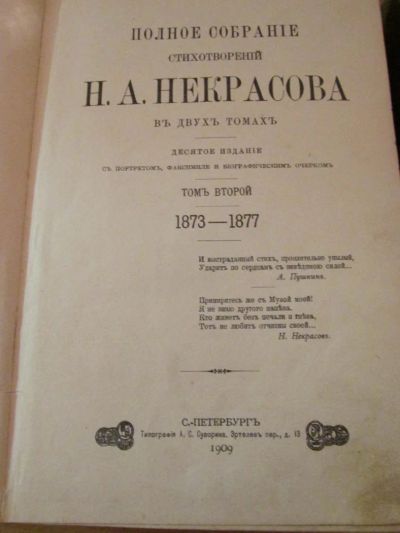 ПОЛНОЕ СОБРАНІЕ
СТИХОТВОРЕНІЙ
Н. А. НЕКРАСОВА
ВЪ ДВУХЪ ТОМАХЪ
ДЕСЯТОЕ ИЗДАНІЕ
СЪ ПОРТРЕТОМЪ, ФАКСИМИЛЕ И БІОГРАФИЧЕСКИМЪ ОЧЕРКОМЪ
ТОМЪ ВТОРОЙ
1873—1877
И выстраданный стихъ, пронзительно унылый,
Ударитъ по сердцамъ съ невѣдомою силой...
А. Пушкинъ.
Примиритесь же съ Музой моей!
Я не знаю другого напѣва.
Кто живетъ безъ печали и гнѣва,
Тотъ не любитъ отчизны своей...
Н. Некрасовъ.
С.-ПЕТЕРБУРГЪ
Типографія А. С. Суворина, Эртелевъ пер., д. 13
1909